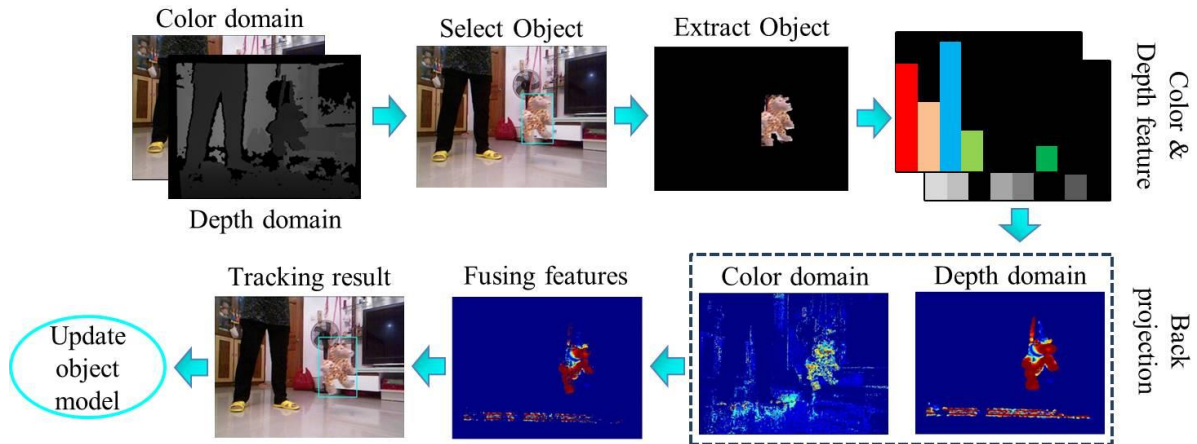 Color domain
Depth domain
Select Object
Extract Object
Color &
Depth feature
Back
projection
Color domain
Depth domain
Fusing features
Tracking result
Update
object
model